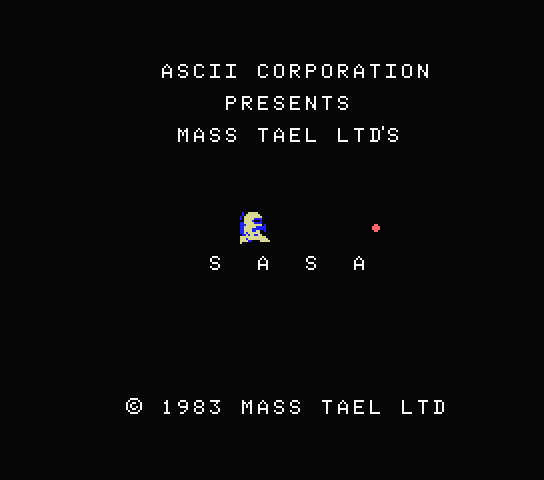 ASCII CORPORATION
PRESENTS
MASS TAEL LTD'S
S A S A
© 1983 MASS TAEL LTD